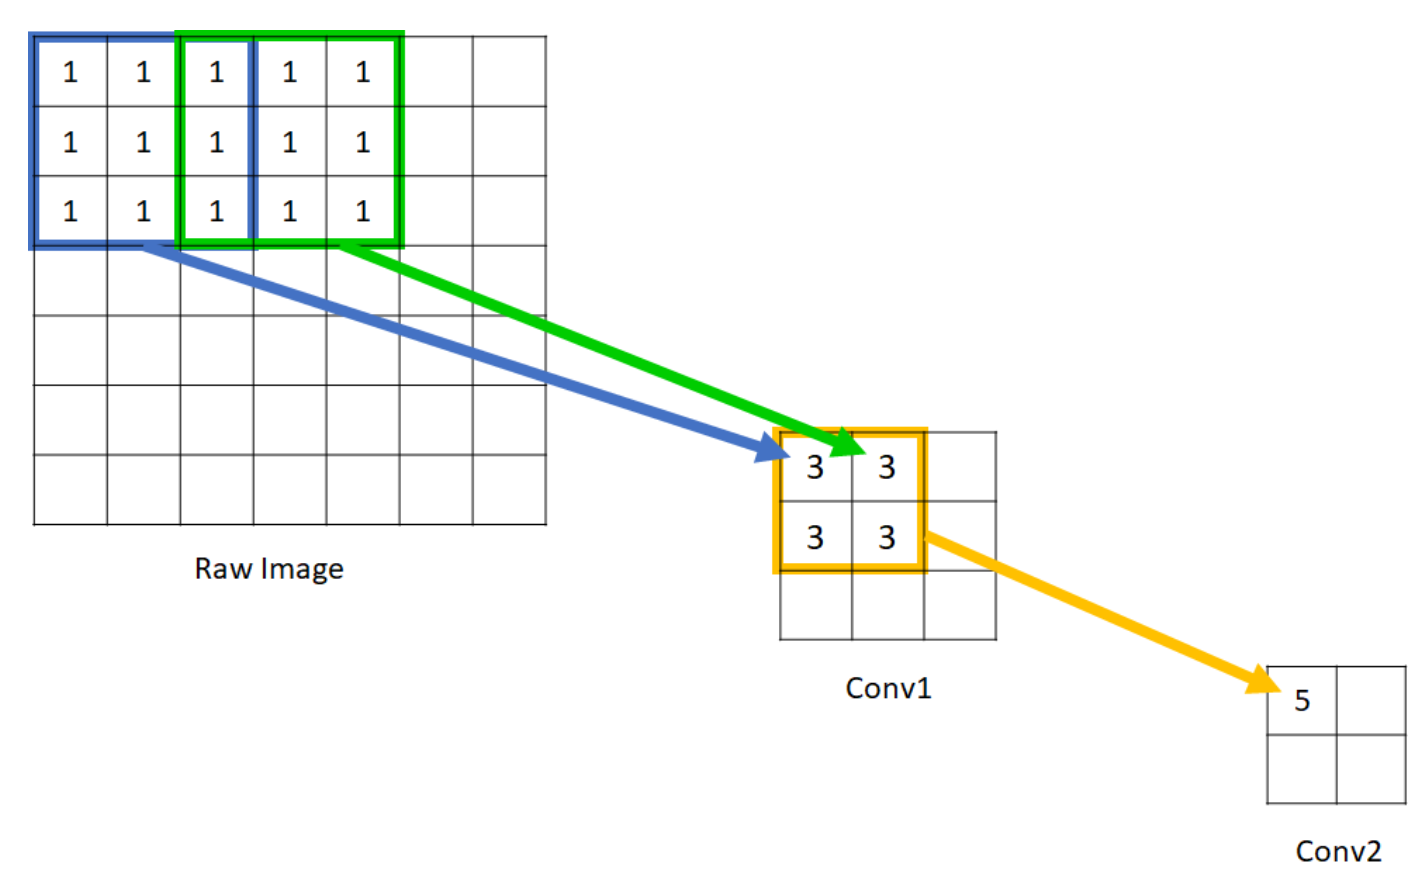 1 1 1 1 1
1 1 1 1 1
1 1 1 1 1
Raw Image
3 3
3 3
Conv1
5
Conv2